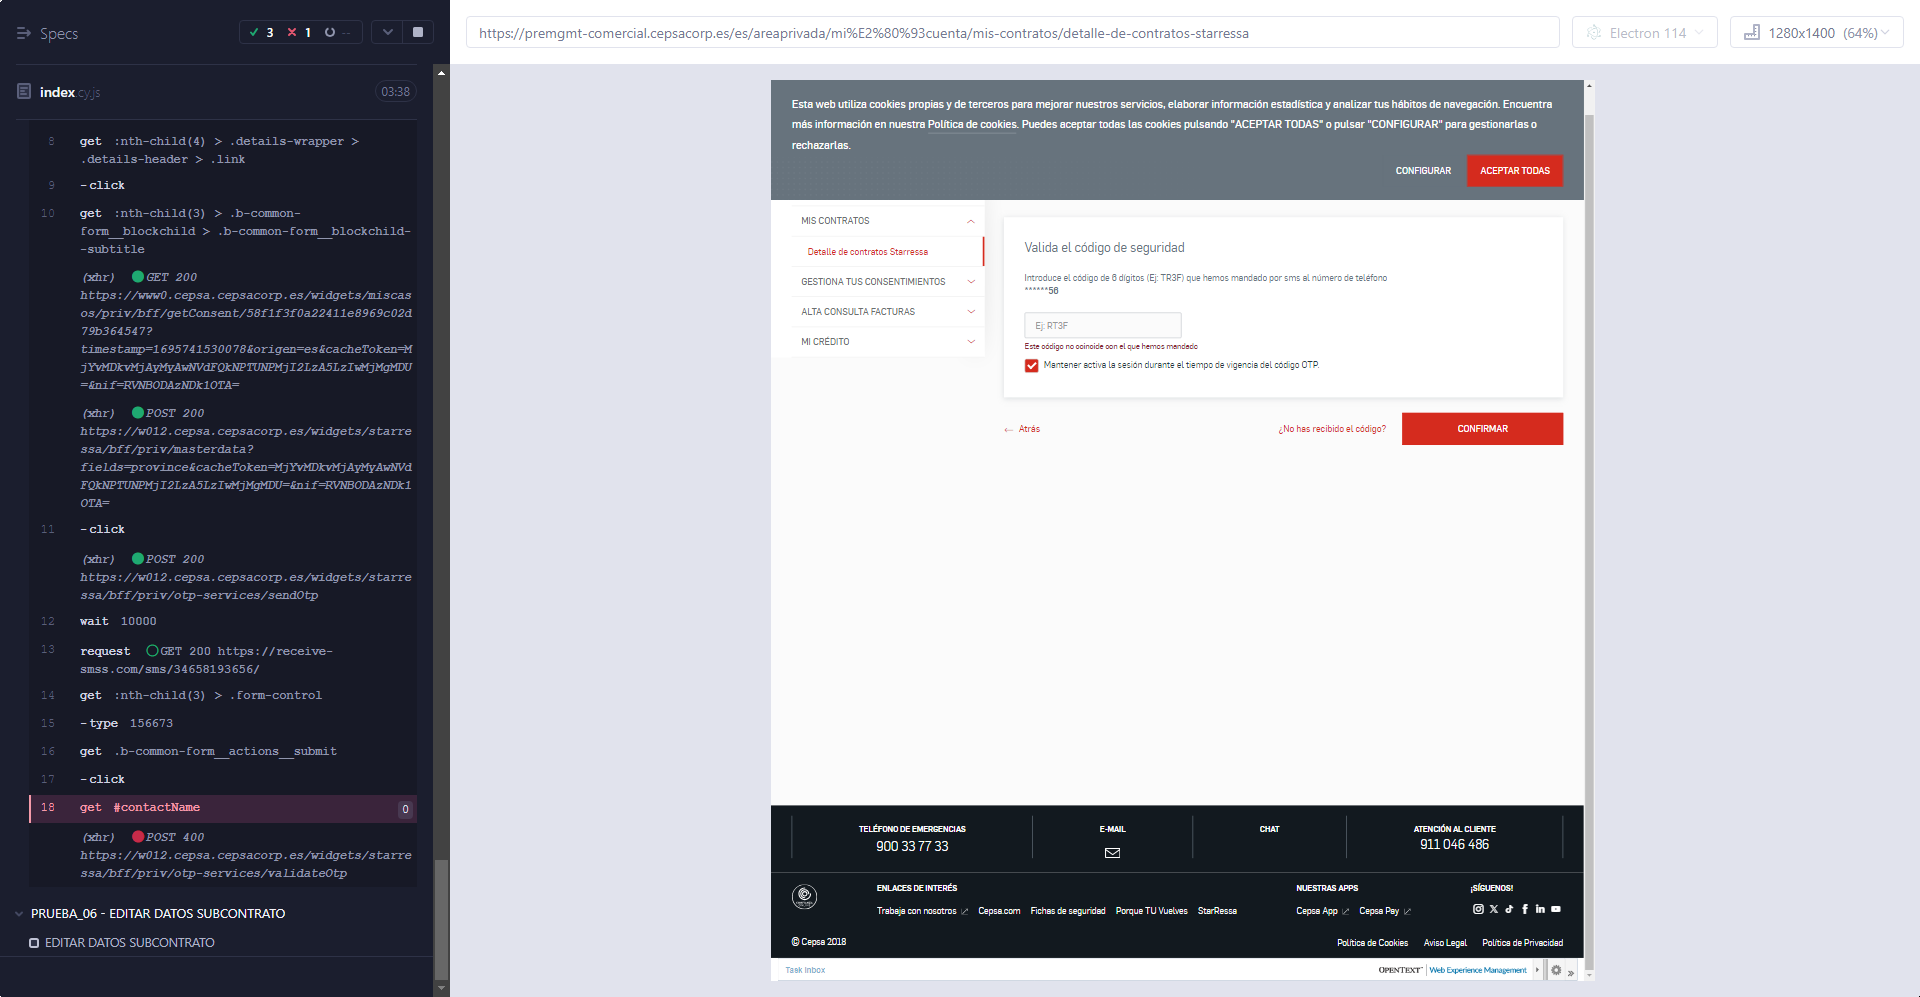 Specs
3 1 --
index.cy.js
03:38
8 get :nth-child(4) > .details-wrapper >
.details-header > .link
9 -click
10 get :nth-child(3) > .b-common-
form__blockchild > .b-common-form__blockchild-
-subtitle
(xhr) GET 200
https://www0.cepsa.cepsacorp.es/widgets/miscas
os/priv/bff/getConsent/58f1f3f0a22411e8969c02d
79b364547?
timestamp=1695741530078&origen=es&cacheToken=M
jYvMDkvMjAyMyAwNVdFQkNPTUNPMjI2LzA5LzIwMjMgMDU
=&nif=RVNBODAzNDk1OTA=
(xhr) POST 200
https://w012.cepsa.cepsacorp.es/widgets/starre
ssa/bff/priv/masterdata?
fields=province&cacheToken=MjYvMDkvMjAyMyAwNVd
FQkNPTUNPMjI2LzA5LzIwMjMgMDU=&nif=RVNBODAzNDk1
OTA=
11 -click
(xhr) POST 200
https://w012.cepsa.cepsacorp.es/widgets/starre
ssa/bff/priv/otp-services/sendOtp
12 wait 10000
13 request GET 200 https://receive-
smss.com/sms/34658193656/
14 get :nth-child(3) > .form-control
15 -type 156673
16 get .b-common-form__actions__submit
17 -click
18 get #contactName 0
(xhr) POST 400
https://w012.cepsa.cepsacorp.es/widgets/starre
ssa/bff/priv/otp-services/validateOtp
PRUEBA_06 - EDITAR DATOS SUBCONTRATO
EDITAR DATOS SUBCONTRATO
https://premgmt-comercial.cepsacorp.es/es/areaprivada/mi%E2%80%93cuenta/mis-contratos/detalle-de-contratos-starressa
Electron 114
1280x1400 (64%)
Esta web utiliza cookies propias y de terceros para mejorar nuestros servicios, elaborar información estadística y analizar tus hábitos de navegación. Encuentra
más información en nuestra Política de cookies. Puedes aceptar todas las cookies pulsando "ACEPTAR TODAS" o pulsar "CONFIGURAR" para gestionarlas o
rechazarlas.
CONFIGURAR
ACEPTAR TODAS
MIS CONTRATOS
Detalle de contratos Starressa
GESTIONA TUS CONSENTIMIENTOS
ALTA CONSULTA FACTURAS
MI CRÉDITO
Valida el código de seguridad
Introduce el código de 6 dígitos (Ej: TR3F) que hemos mandado por sms al número de teléfono
******56
Ej: RT3F
Este código no coincide con el que hemos mandado
Mantener activa la sesión durante el tiempo de vigencia del código OTP.
← Atrás
¿No has recibido el código?
CONFIRMAR
TELÉFONO DE EMERGENCIAS
900 33 77 33
E-MAIL
CHAT
ATENCIÓN AL CLIENTE
911 046 486
ENLACES DE INTERÉS
Trabaja con nosotros Cepsa.com Fichas de seguridad Porque TU Vuelves StarRessa
NUESTRAS APPS
Cepsa App Cepsa Pay
¡SÍGUENOS!
© Cepsa 2018
Política de Cookies Aviso Legal Política de Privacidad
Task Inbox
OPENTEXT™ Web Experience Management